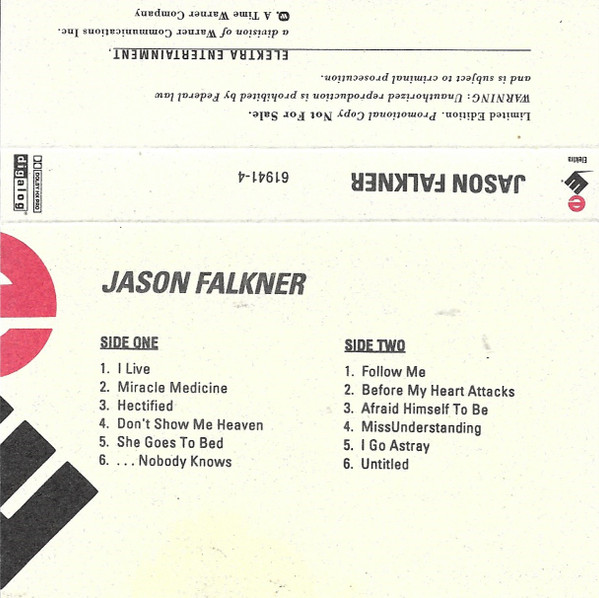 Limited Edition. Promotional Copy Not For Sale.
WARNING: Unauthorized reproduction is prohibited by Federal law
and is subject to criminal prosecution.
ELEKTRA ENTERTAINMENT,
a division of Warner Communications Inc.
A Time Warner Company
digalog
DOLBY HX PRO
61941-4
JASON FALKNER
Elektra
e
JASON FALKNER
SIDE ONE
1. I Live
2. Miracle Medicine
3. Hectified
4. Don't Show Me Heaven
5. She Goes To Bed
6. ...Nobody Knows
SIDE TWO
1. Follow Me
2. Before My Heart Attacks
3. Afraid Himself To Be
4. MissUnderstanding
5. I Go Astray
6. Untitled